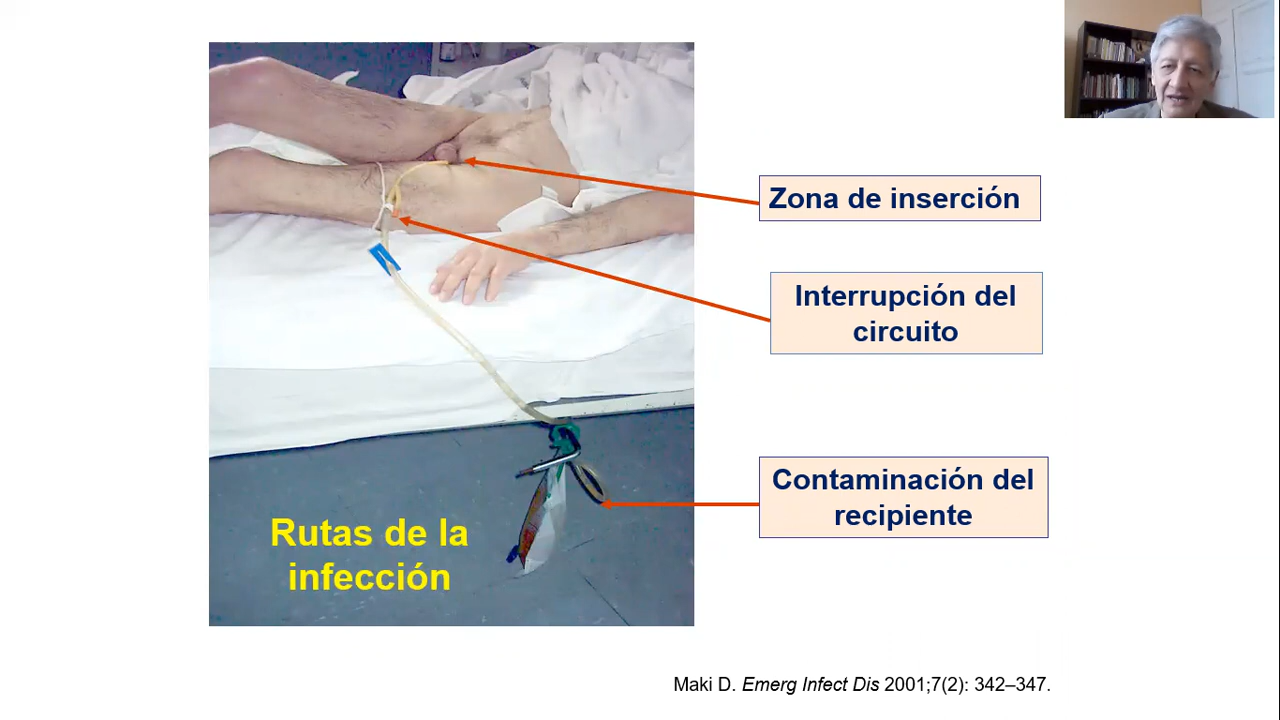 Zona de inserción
Interrupción del
circuito
Contaminación del
recipiente
Rutas de la
infección
Maki D. Emerg Infect Dis 2001;7(2): 342–347.